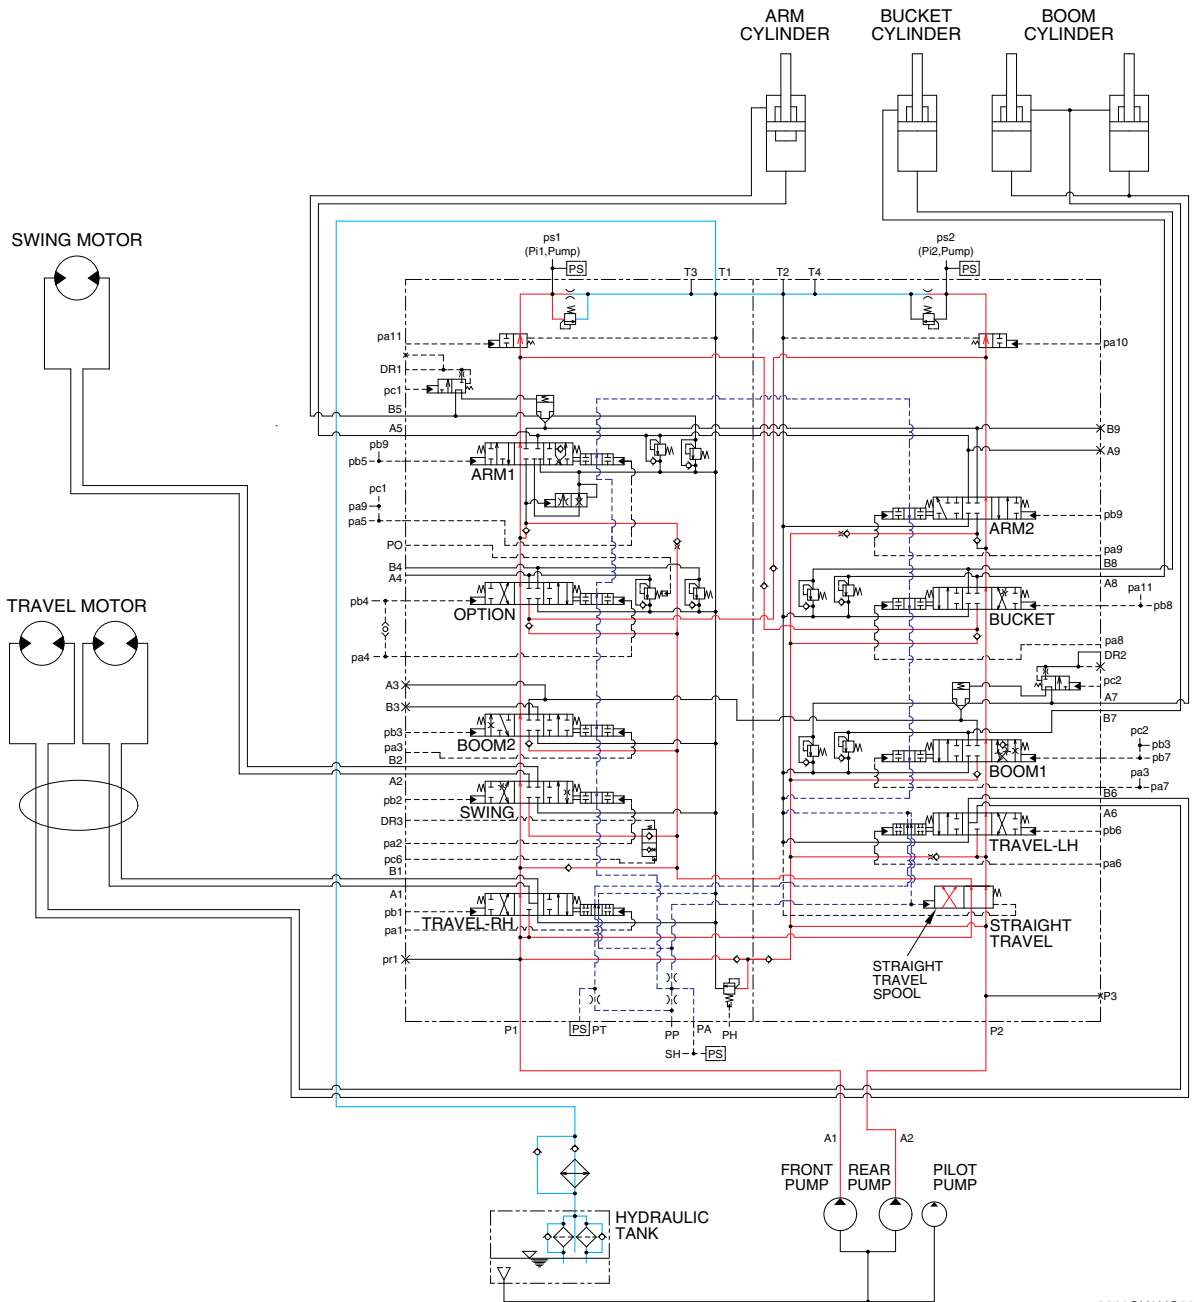 ARM
CYLINDER
BUCKET
CYLINDER
BOOM
CYLINDER
SWING MOTOR
ps1
(Pi1,Pump)
PS
ps2
(Pi2,Pump)
PS
T3
T1
T2
T4
pa11
pa10
DR1
pc1
B5
A5
B9
A9
pb9
pb5
ARM1
pc1
pa9
pa5
ARM2
pb9
PO
pa9
B4
A4
B8
A8
pb4
OPTION
BUCKET
pa11
pb8
TRAVEL MOTOR
pa4
pa8
DR2
pc2
A3
A7
B3
B7
pb3
BOOM2
pa3
BOOM1
pc2
pb3
pb7
B2
A2
pa3
pa7
pb2
SWING
B6
A6
DR3
pb6
TRAVEL-LH
pa2
pc6
pa6
B1
A1
pb1
TRAVEL-RH
pa1
STRAIGHT
TRAVEL
pr1
STRAIGHT
TRAVEL
SPOOL
P3
P1
PS
PT
PP
PA
PH
P2
SH
PS
A1
A2
FRONT
PUMP
REAR
PUMP
PILOT
PUMP
HYDRAULIC
TANK